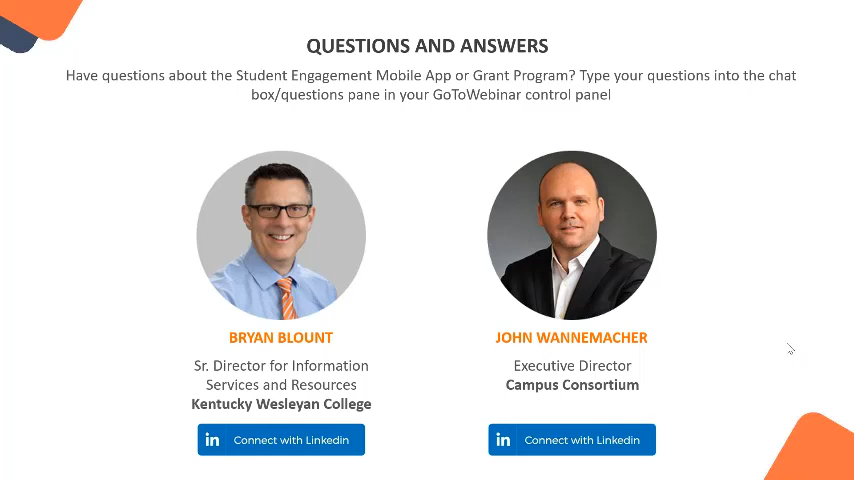 QUESTIONS AND ANSWERS
Have questions about the Student Engagement Mobile App or Grant Program? Type your questions into the chat
box/questions pane in your GoToWebinar control panel
BRYAN BLOUNT
Sr. Director for Information
Services and Resources
Kentucky Wesleyan College
in Connect with Linkedin
JOHN WANNEMACHER
Executive Director
Campus Consortium
in Connect with Linkedin